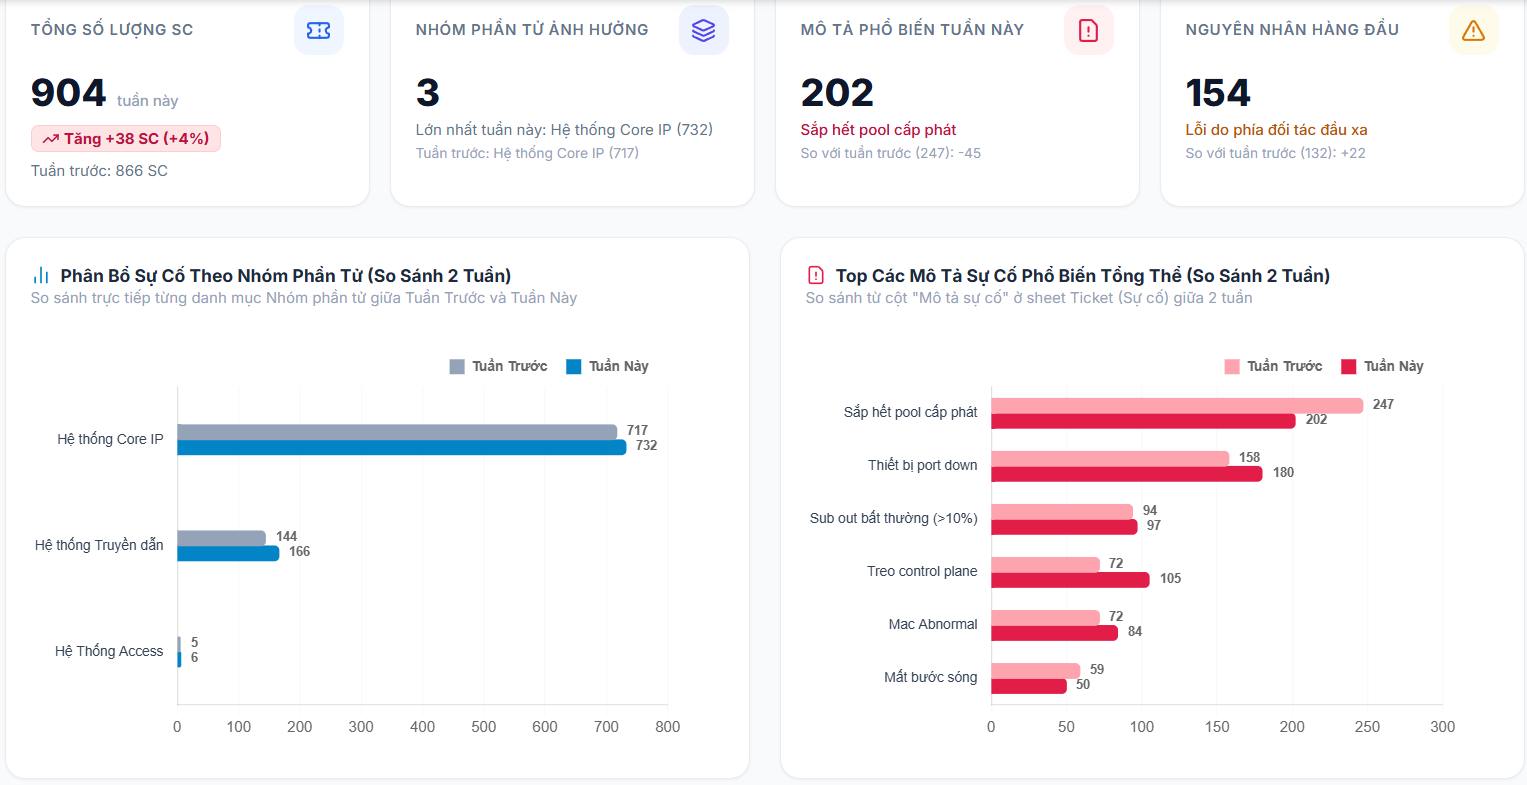 TỔNG SỐ LƯỢNG SC
904 tuần này
Tăng +38 SC (+4%)
Tuần trước: 866 SC
NHÓM PHẦN TỬ ẢNH HƯỞNG
3
Lớn nhất tuần này: Hệ thống Core IP (732)
Tuần trước: Hệ thống Core IP (717)
MÔ TẢ PHỔ BIẾN TUẦN NÀY
202
Sắp hết pool cấp phát
So với tuần trước (247): -45
NGUYÊN NHÂN HÀNG ĐẦU
154
Lỗi do phía đối tác đầu xa
So với tuần trước (132): +22
Phân Bổ Sự Cố Theo Nhóm Phần Tử (So Sánh 2 Tuần)
So sánh trực tiếp từng danh mục Nhóm phần tử giữa Tuần Trước và Tuần Này
Tuần Trước Tuần Này
Hệ thống Core IP
717
732
Hệ thống Truyền dẫn
144
166
Hệ Thống Access
5
6
0 100 200 300 400 500 600 700 800
Top Các Mô Tả Sự Cố Phổ Biến Tổng Thể (So Sánh 2 Tuần)
So sánh từ cột "Mô tả sự cố" ở sheet Ticket (Sự cố) giữa 2 tuần
Tuần Trước Tuần Này
Sắp hết pool cấp phát
247
202
Thiết bị port down
158
180
Sub out bất thường (>10%)
94
97
Treo control plane
72
105
Mac Abnormal
72
84
Mất bước sóng
59
50
0 50 100 150 200 250 300